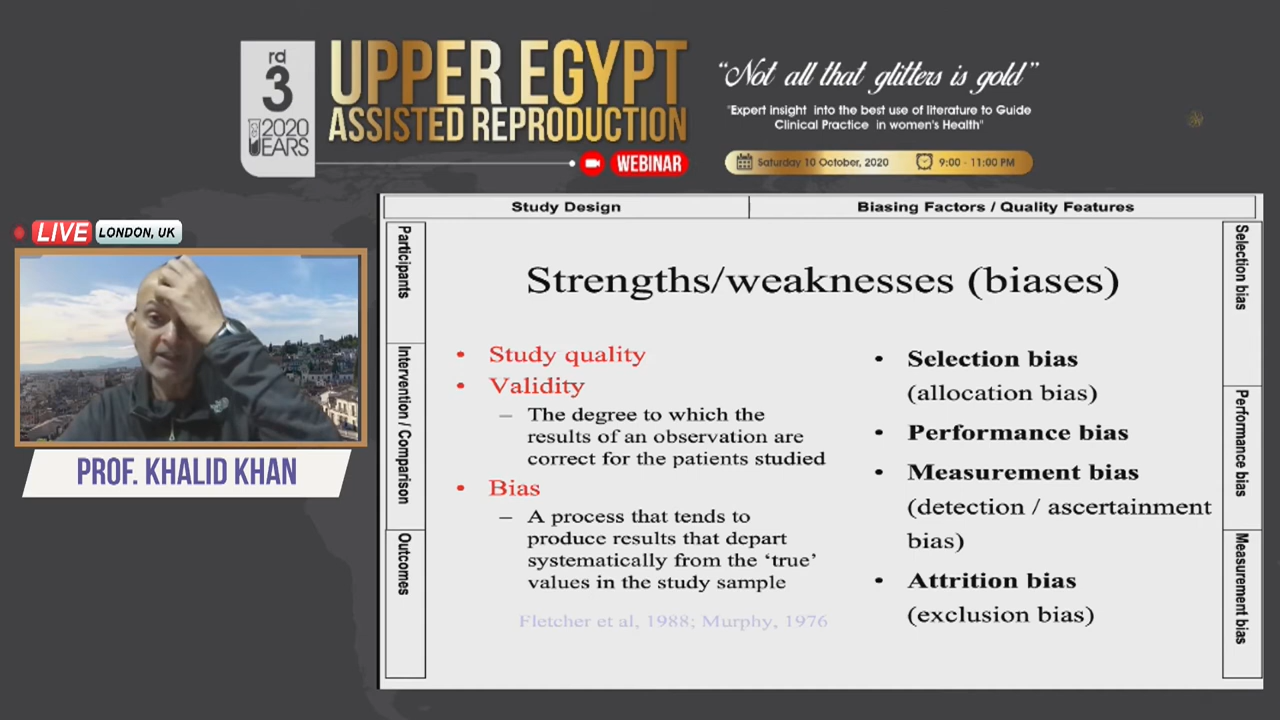 rd
3
2020
YEARS
UPPER EGYPT
ASSISTED REPRODUCTION
WEBINAR
“Not all that glitters is gold”
"Expert insight into the best use of literature to Guide
Clinical Practice in women's Health"
Saturday 10 October, 2020
9:00 - 11:00 PM
LIVE
LONDON, UK
PROF. KHALID KHAN
Study Design
Biasing Factors / Quality Features
Participants
Intervention / Comparison
Outcomes
Strengths/weaknesses (biases)
• Study quality
• Validity
– The degree to which the
results of an observation are
correct for the patients studied
• Bias
– A process that tends to
produce results that depart
systematically from the ‘true’
values in the study sample
Fletcher et al, 1988; Murphy, 1976
• Selection bias
(allocation bias)
• Performance bias
• Measurement bias
(detection / ascertainment
bias)
• Attrition bias
(exclusion bias)
Selection bias
Performance bias
Measurement bias